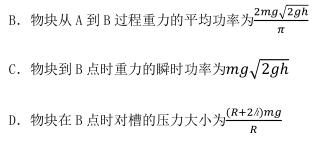 B. 物块从 A 到 B 过程重力的平均功率为\frac{2mg\sqrt{2gh}}{π}
C. 物块到 B 点时重力的瞬时功率为mg\sqrt{2gh}
D. 物块在 B 点时对槽的压力大小为\frac{(R+2h)mg}{R}